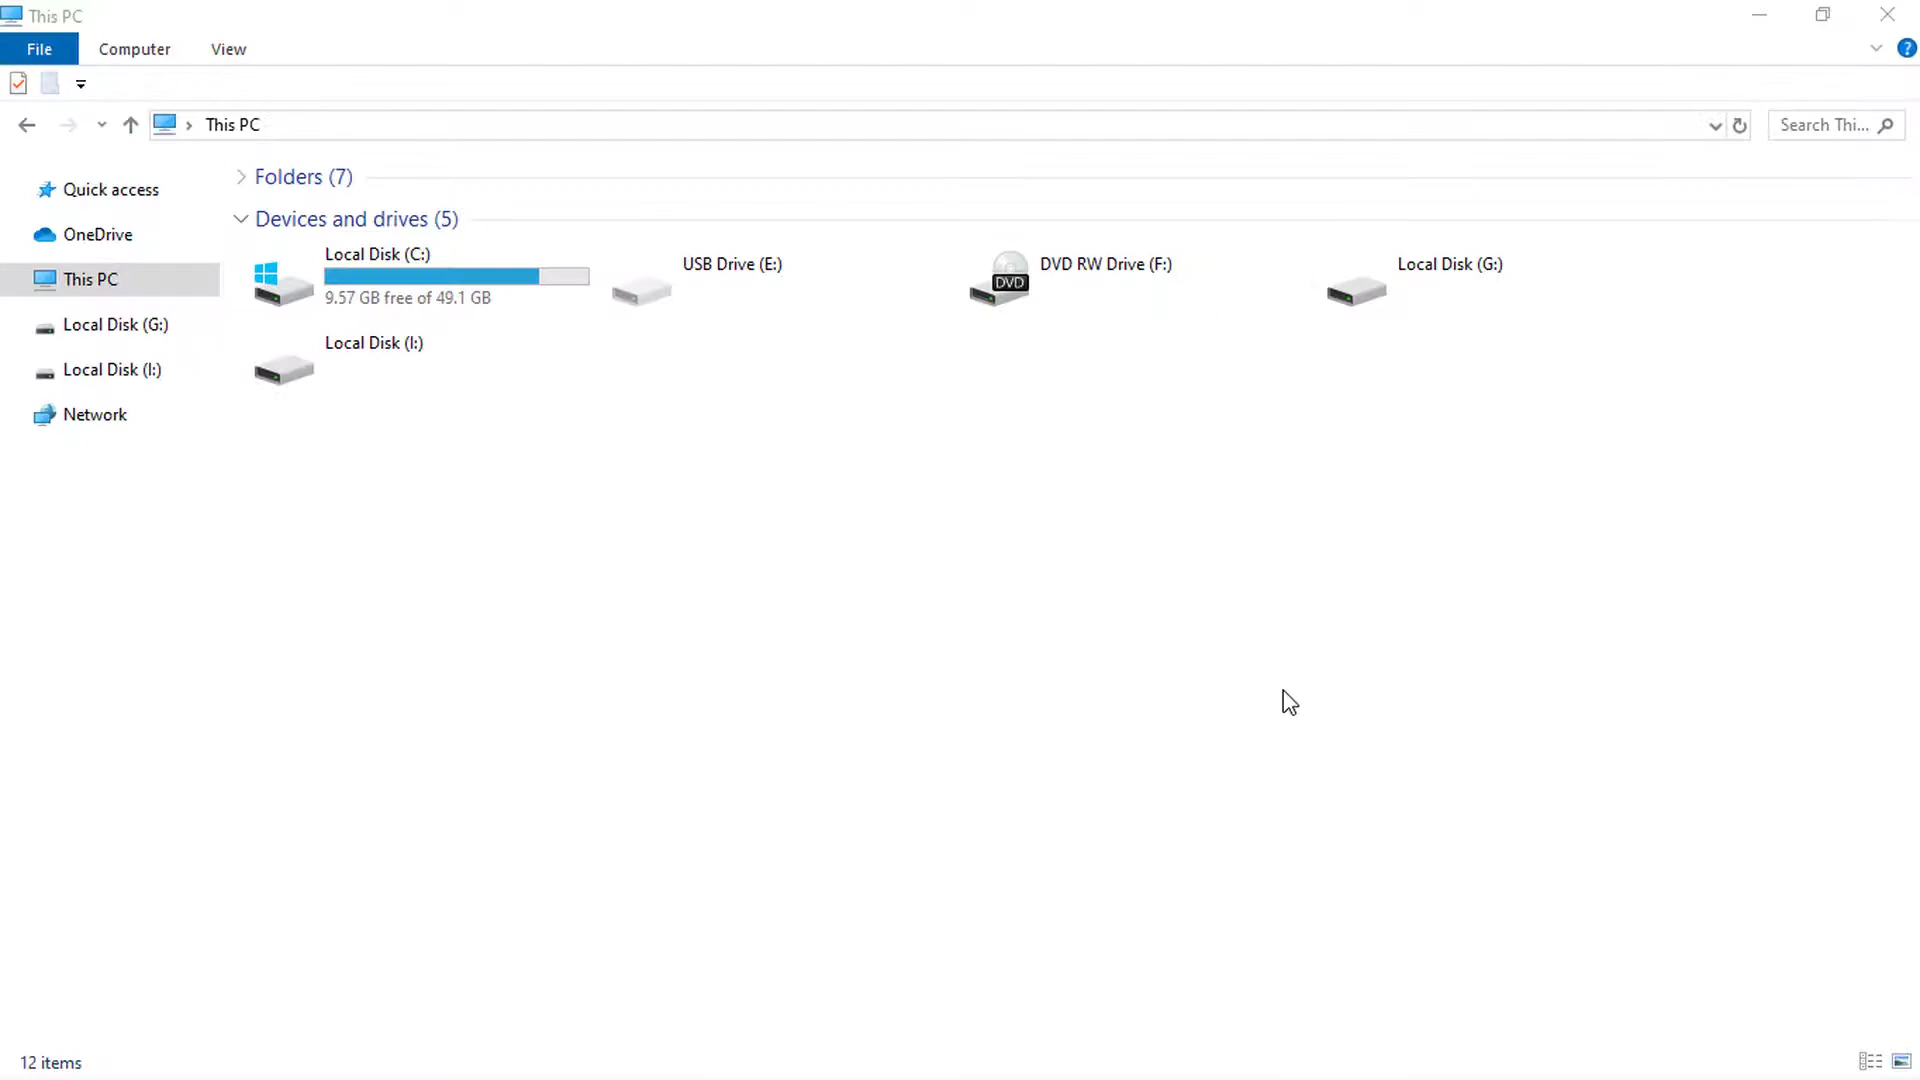 This PC
File Computer View
?
This PC
Search Thi...
Quick access
OneDrive
This PC
Local Disk (G:)
Local Disk (I:)
Network
Folders (7)
Devices and drives (5)
Local Disk (C:)
9.57 GB free of 49.1 GB
USB Drive (E:)
DVD
DVD RW Drive (F:)
Local Disk (G:)
Local Disk (I:)
12 items